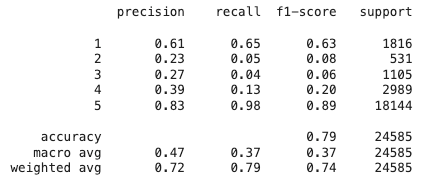 precision recall f1-score support
1 0.61 0.65 0.63 1816
2 0.23 0.05 0.08 531
3 0.27 0.04 0.06 1105
4 0.39 0.13 0.20 2989
5 0.83 0.98 0.89 18144
accuracy 0.79 24585
macro avg 0.47 0.37 0.37 24585
weighted avg 0.72 0.79 0.74 24585